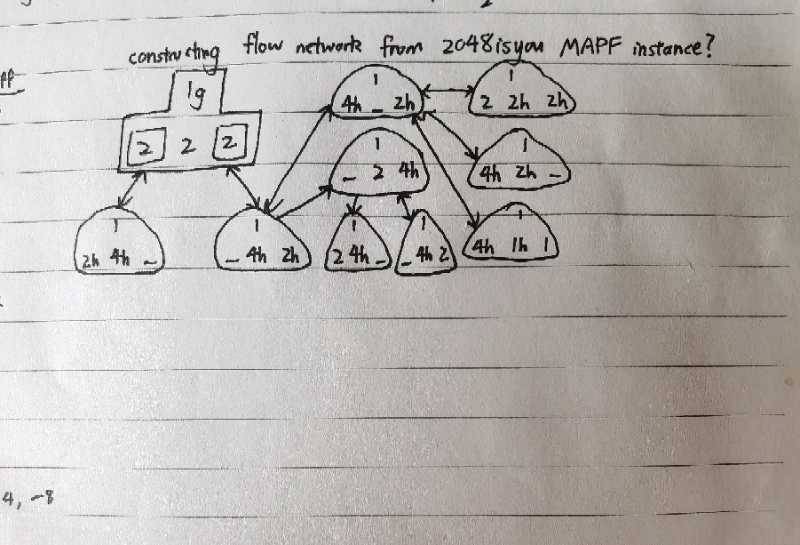 constructing flow network from 2048isyou MAPF instance?
ff
1g
2 2 2
1
4h _ 2h
1
2 2h 2h
1
_ 2 4h
1
4h 2h _
1
2h 4h _
1
_ 4h 2h
1
2 4h _
1
_ 4h 2
1
4h 1h 1
4, -8